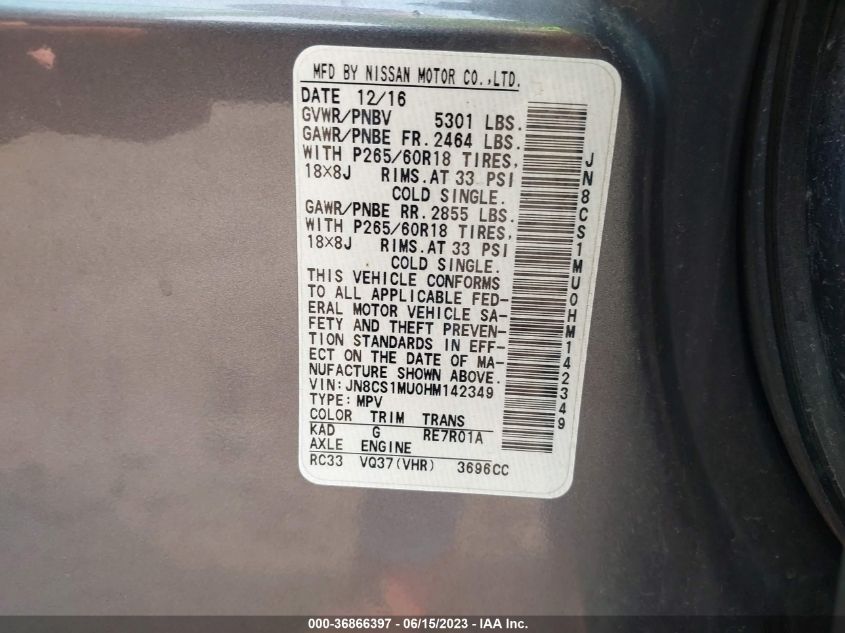 MFD BY NISSAN MOTOR CO.,LTD.
DATE 12/16
GVWR/PNBV 5301 LBS.
GAWR/PNBE FR. 2464 LBS.
WITH P265/60R18 TIRES,
18×8J RIMS.AT 33 PSI
COLD SINGLE.
GAWR/PNBE RR. 2855 LBS.
WITH P265/60R18 TIRES,
18×8J RIMS.AT 33 PSI
COLD SINGLE.
THIS VEHICLE CONFORMS
TO ALL APPLICABLE FED-
ERAL MOTOR VEHICLE SA-
FETY AND THEFT PREVEN-
TION STANDARDS IN EFF-
ECT ON THE DATE OF MA-
NUFACTURE SHOWN ABOVE.
VIN:JN8CS1MU0HM142349
TYPE:MPV
COLOR TRIM TRANS
KAD G RE7R01A
AXLE ENGINE
RC33 VQ37(VHR) 3696CC
JN8CS1MU0HM142349
000-36866397 - 06/15/2023 - IAA Inc.